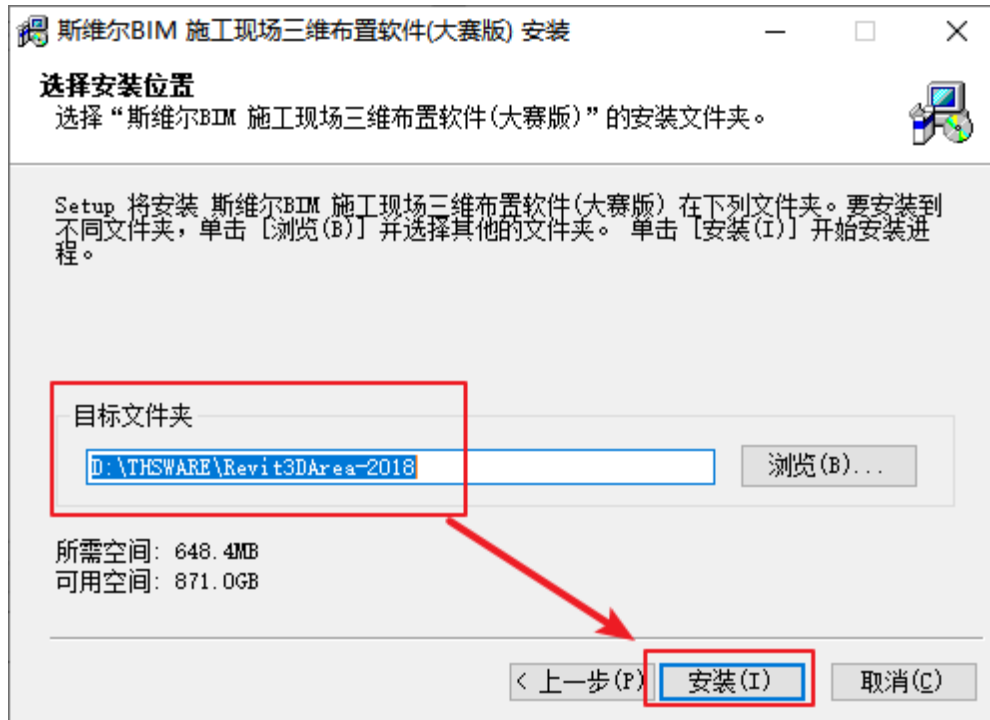 斯维尔BIM 施工现场三维布置软件(大赛版) 安装
选择安装位置
选择“斯维尔BIM 施工现场三维布置软件(大赛版)”的安装文件夹。
Setup 将安装 斯维尔BIM 施工现场三维布置软件(大赛版) 在下列文件夹。要安装到
不同文件夹，单击 [浏览(B)] 并选择其他的文件夹。 单击 [安装(I)] 开始安装进
程。
目标文件夹
D:\THSWARE\Revit3DArea-2018
浏览(B)...
所需空间: 648.4MB
可用空间: 871.0GB
< 上一步(P)
安装(I)
取消(C)